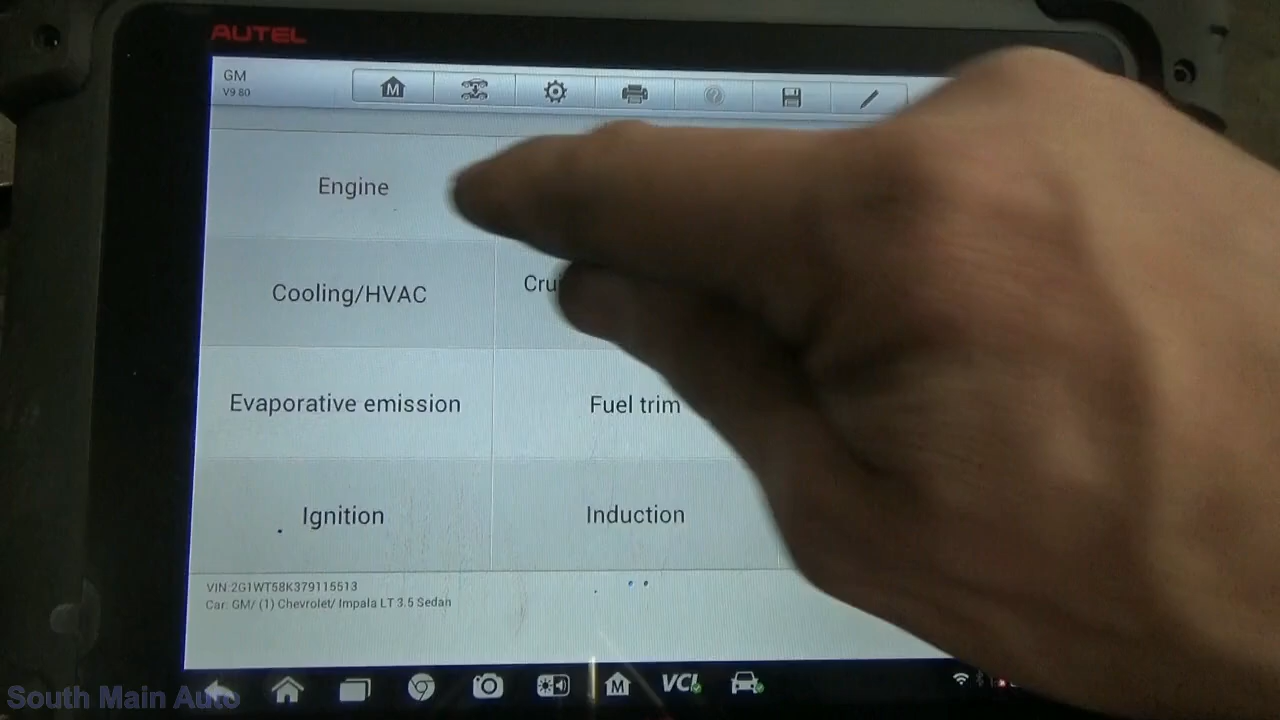 AUTEL
GM
V9 80
M
Engine
Cooling/HVAC
Evaporative emission
Fuel trim
Ignition
Induction
VIN:2G1WT58K379115513
Car: GM/ (1) Chevrolet/ Impala LT 3.5 Sedan
M
VCI
South Main Auto